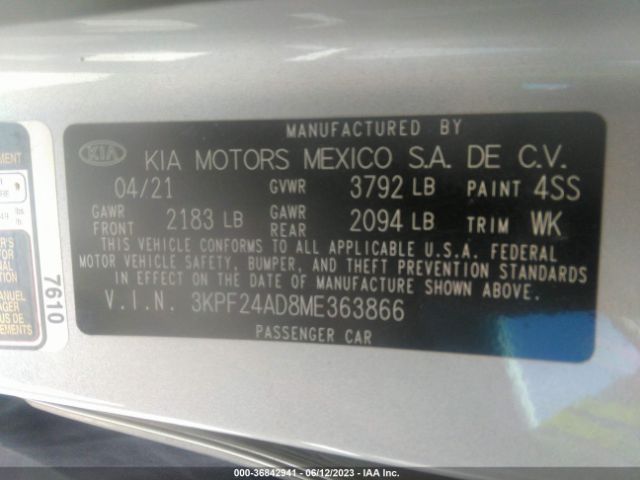 MANUFACTURED BY
KIA KIA MOTORS MEXICO S.A. DE C.V.
04/21 GVWR 3792 LB PAINT 4SS
GAWR FRONT 2183 LB GAWR REAR 2094 LB TRIM WK
THIS VEHICLE CONFORMS TO ALL APPLICABLE U.S.A. FEDERAL
MOTOR VEHICLE SAFETY, BUMPER, AND THEFT PREVENTION STANDARDS
IN EFFECT ON THE DATE OF MANUFACTURE SHOWN ABOVE.
V.I.N. 3KPF24AD8ME363866
PASSENGER CAR
7610
000-36842941 - 06/12/2023 - IAA Inc.